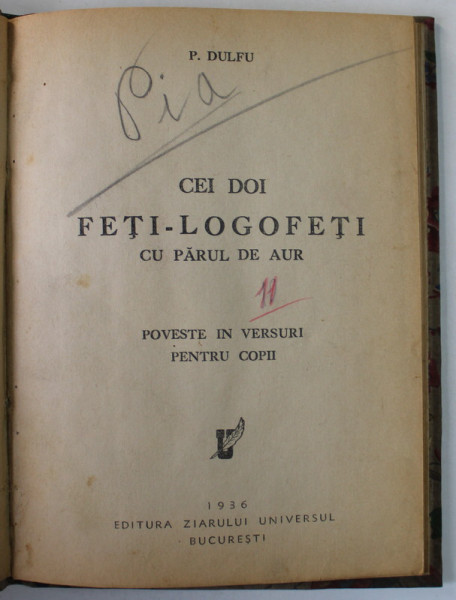 P. DULFU
Pia
CEI DOI
FEŢI-LOGOFEŢI
CU PĂRUL DE AUR
11
POVESTE IN VERSURI
PENTRU COPII
U
1936
EDITURA ZIARULUI UNIVERSUL
BUCUREŞTI